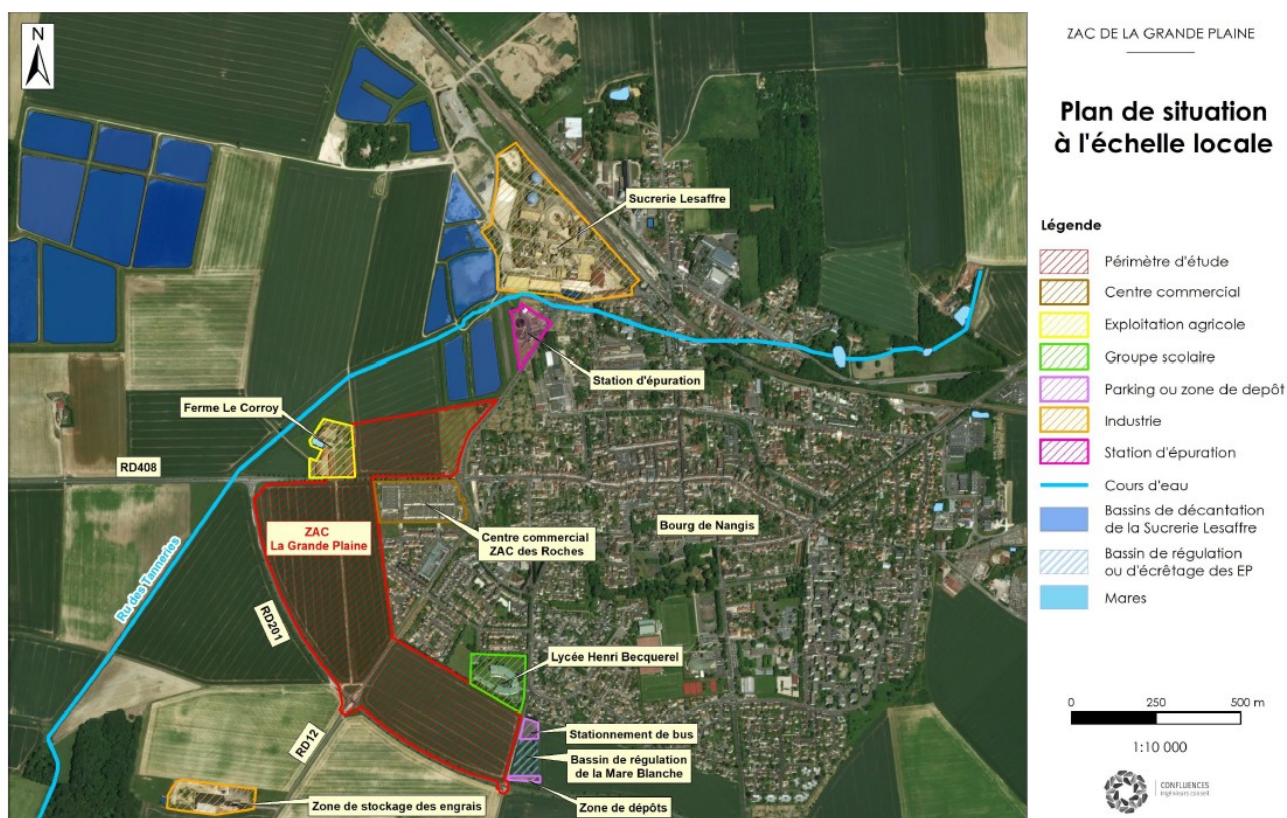 N
Sucrerie Lesaffre
Station d'épuration
Ferme Le Corroy
RD408
ZAC
La Grande Plaine
Centre commercial
ZAC des Roches
Bourg de Nangis
Ru des Tanneries
RD201
Lycée Henri Becquerel
RD12
Stationnement de bus
Bassin de régulation
de la Mare Blanche
Zone de stockage des engrais
Zone de dépôts
ZAC DE LA GRANDE PLAINE
Plan de situation
à l'échelle locale
Légende
Périmètre d'étude
Centre commercial
Exploitation agricole
Groupe scolaire
Parking ou zone de depôt
Industrie
Station d'épuration
Cours d'eau
Bassins de décantation
de la Sucrerie Lesaffre
Bassin de régulation
ou d'écrêtage des EP
Mares
0 250 500 m
1:10 000
CONFLUENCES
Ingénieurs conseil